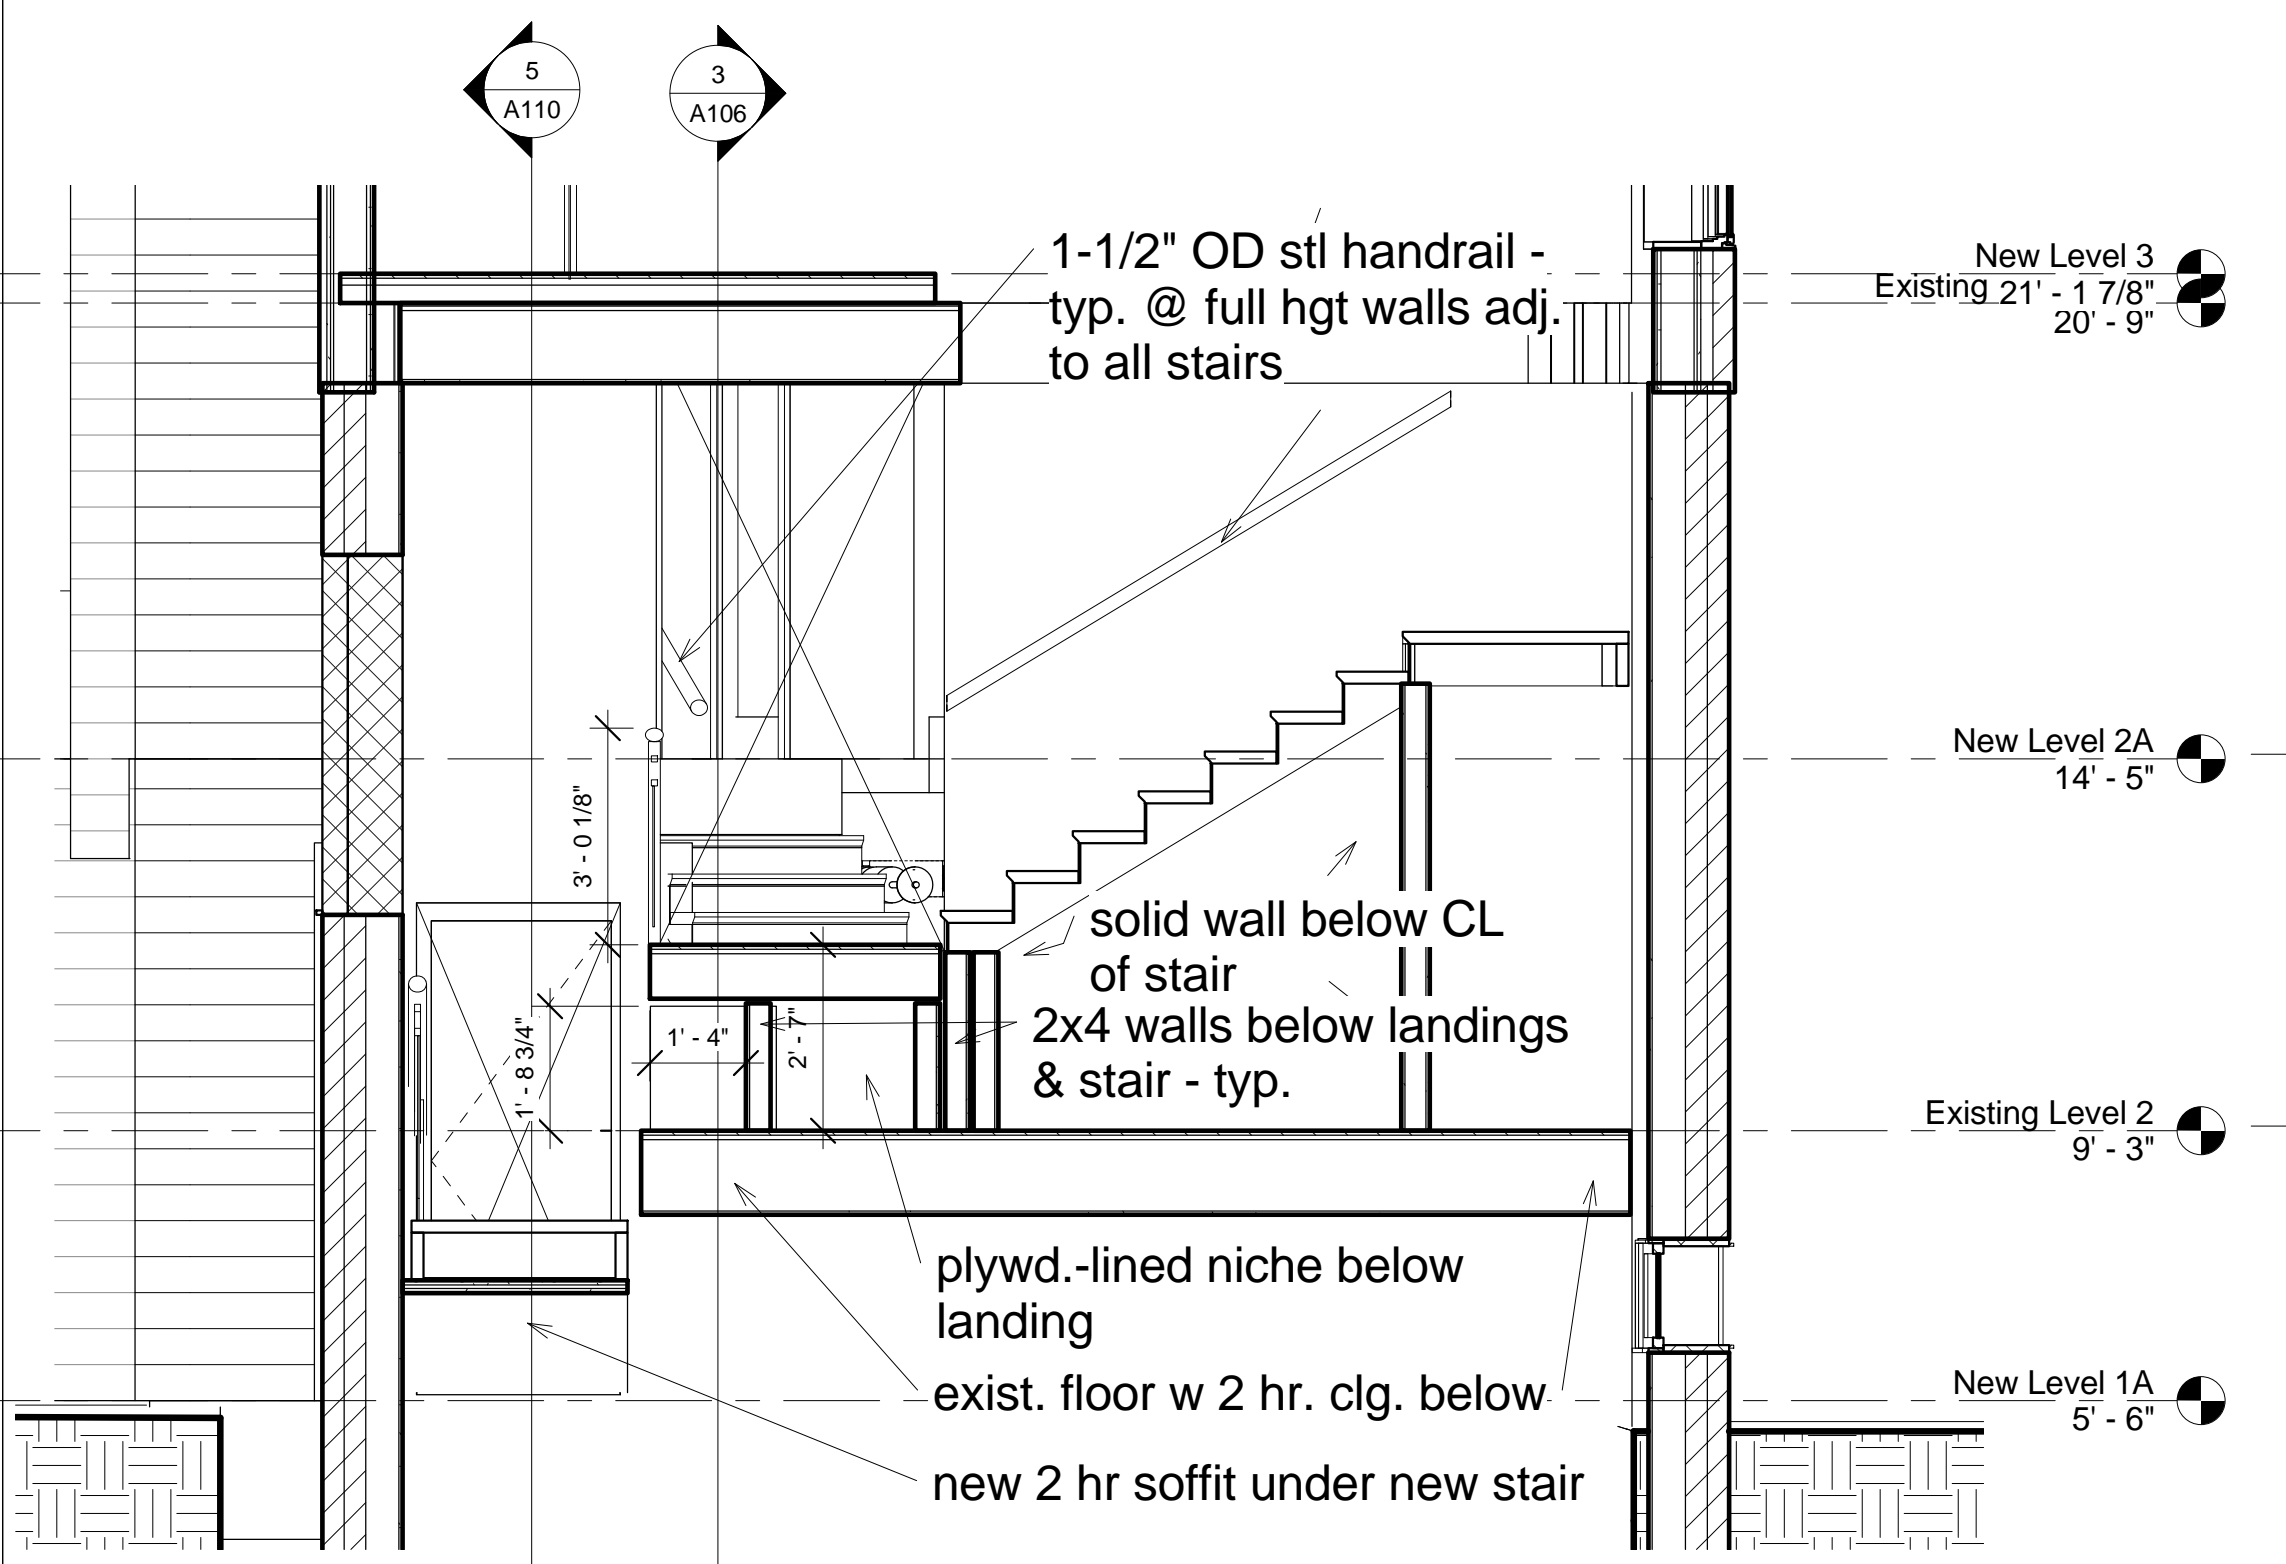 5
A110
3
A106
1-1/2" OD stl handrail -
typ. @ full hgt walls adj.
to all stairs
New Level 3
Existing 21' - 1 7/8"
20' - 9"
New Level 2A
14' - 5"
3' - 0 1/8"
solid wall below CL
of stair
2x4 walls below landings
& stair - typ.
1' - 4"
2' - 7"
1' - 8 3/4"
Existing Level 2
9' - 3"
plywd.-lined niche below
landing
exist. floor w 2 hr. clg. below
New Level 1A
5' - 6"
new 2 hr soffit under new stair